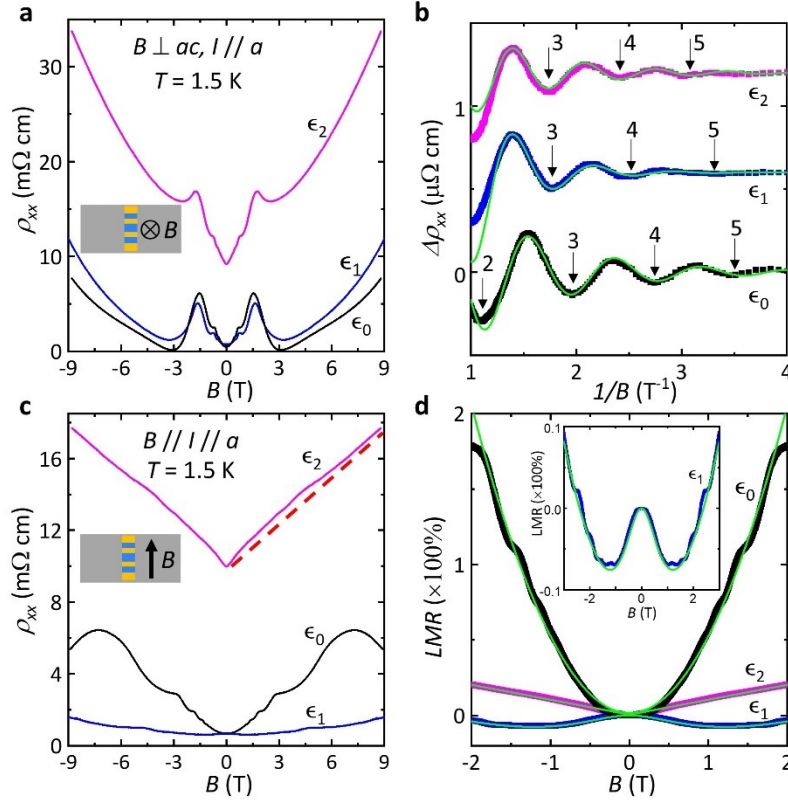 a
B ⊥ ac, I // a
T = 1.5 K
ϵ2
ϵ1
ϵ0
⊗ B
ρxx (mΩ cm)
30
20
10
0
-9 -6 -3 0 3 6 9
B (T)
b
3 4 5
ϵ2
3 4 5
ϵ1
2 3 4 5
ϵ0
Δρxx (μΩ cm)
1
0
1 2 3 4
1/B (T-1)
c
B // I // a
T = 1.5 K
ϵ2
B
ϵ0
ϵ1
ρxx (mΩ cm)
16
12
8
4
0
-9 -6 -3 0 3 6 9
B (T)
d
0.1
0.0
-0.1
LMR (×100%)
ϵ1
-2 0 2
B (T)
ϵ0
ϵ2
ϵ1
LMR (×100%)
2
1
0
-2 -1 0 1 2
B (T)